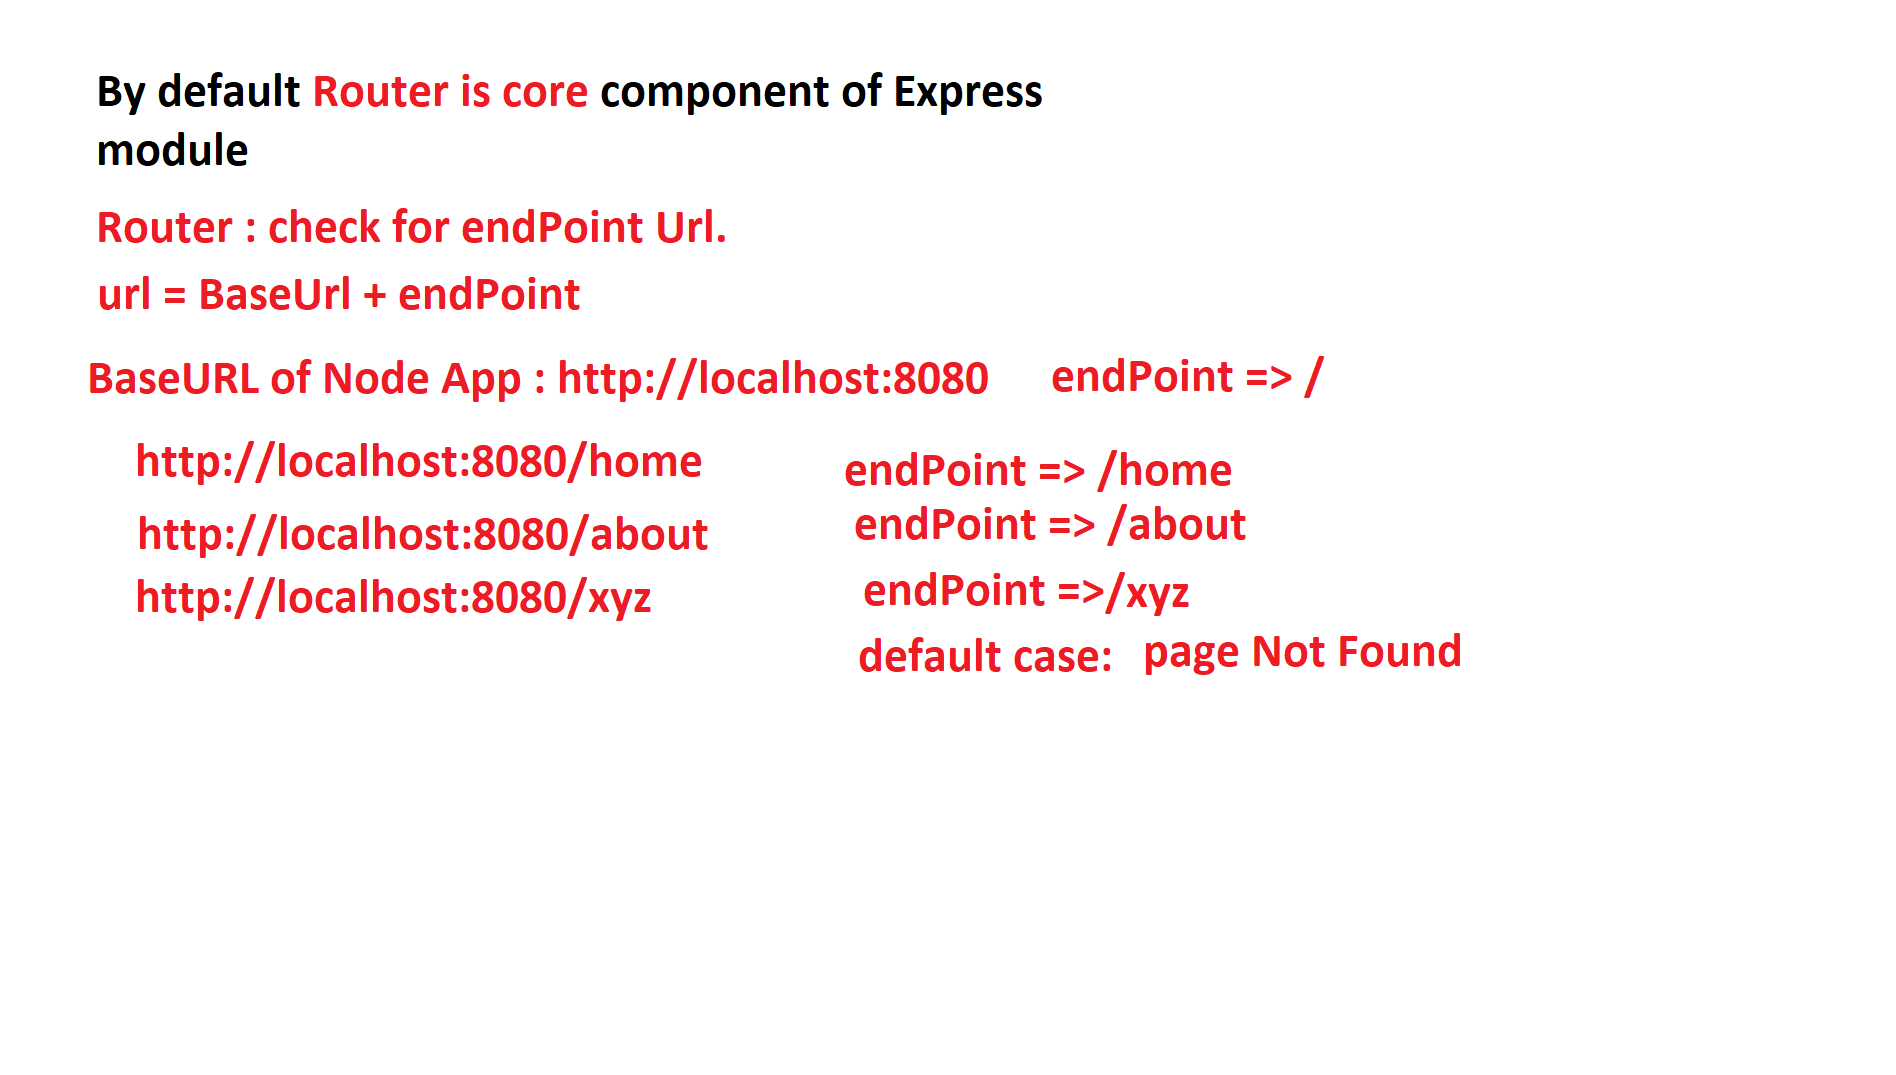 By default Router is core component of Express
module
Router : check for endPoint Url.
url = BaseUrl + endPoint
BaseURL of Node App : http://localhost:8080 endPoint => /
http://localhost:8080/home endPoint => /home
http://localhost:8080/about endPoint => /about
http://localhost:8080/xyz endPoint =>/xyz
default case: page Not Found